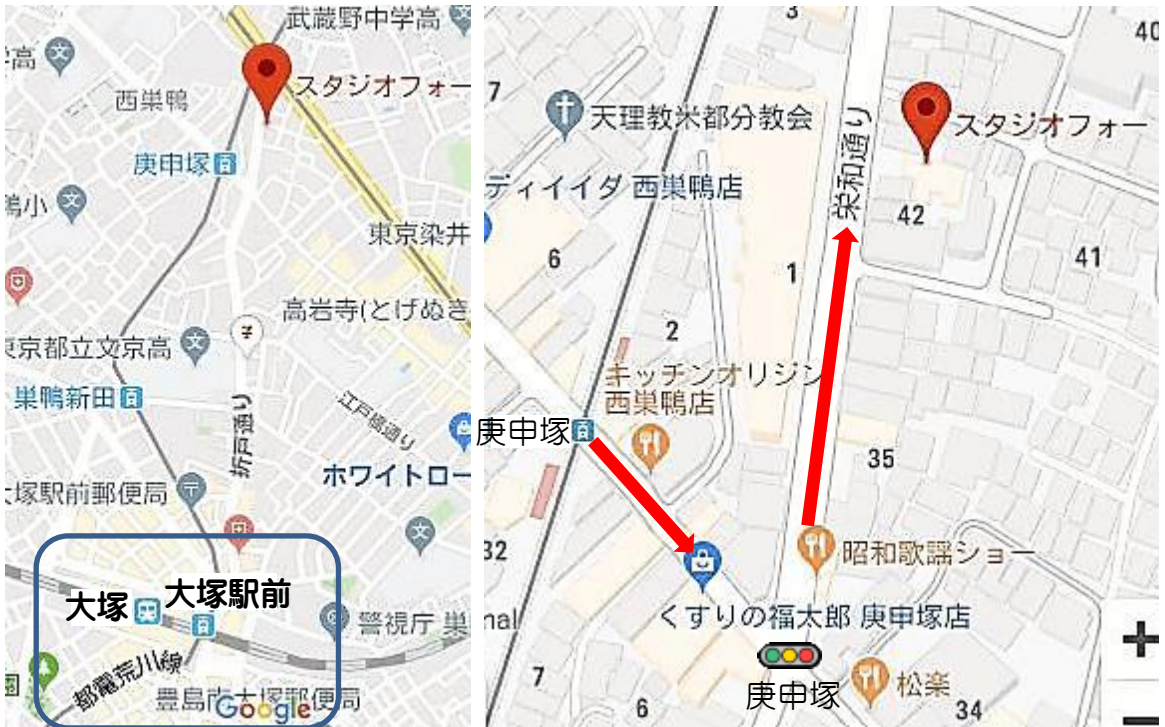 武蔵野中学高
高
西巣鴨
スタジオフォー
庚申塚
鴨小
東京染井
高岩寺(とげぬき
京都立文京高
巣鴨新田
折戸通り
江戸橋通り
ホワイトロー
塚駅前郵便局
大塚
大塚駅前
警視庁 巣
都電荒川線
豊島南大塚郵便局
Google
3
40
7
天理教米都分教会
スタジオフォー
ディイイダ 西巣鴨店
栄和通り
42
6
1
41
2
キッチンオリジン
西巣鴨店
庚申塚
35
32
昭和歌謡ショー
nal
くすりの福太郎 庚申塚店
庚申塚
松楽
7
6
34
+
−